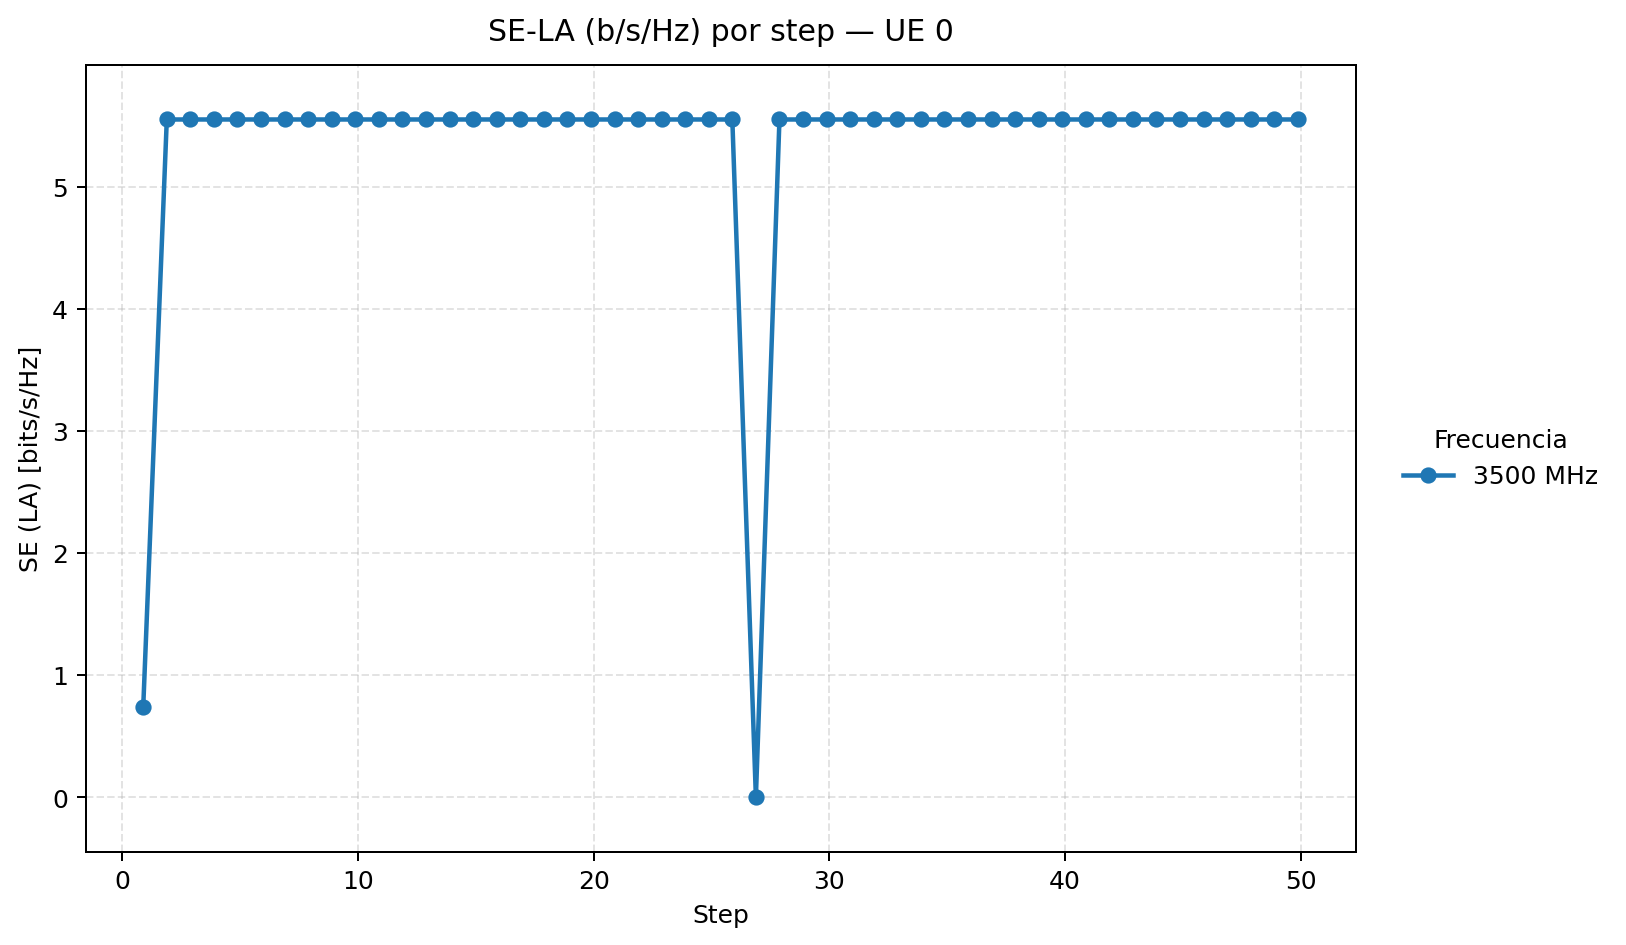 SE-LA (b/s/Hz) por step — UE 0
SE (LA) [bits/s/Hz]
5
4
3
2
1
0
0 10 20 30 40 50
Step
Frecuencia
3500 MHz